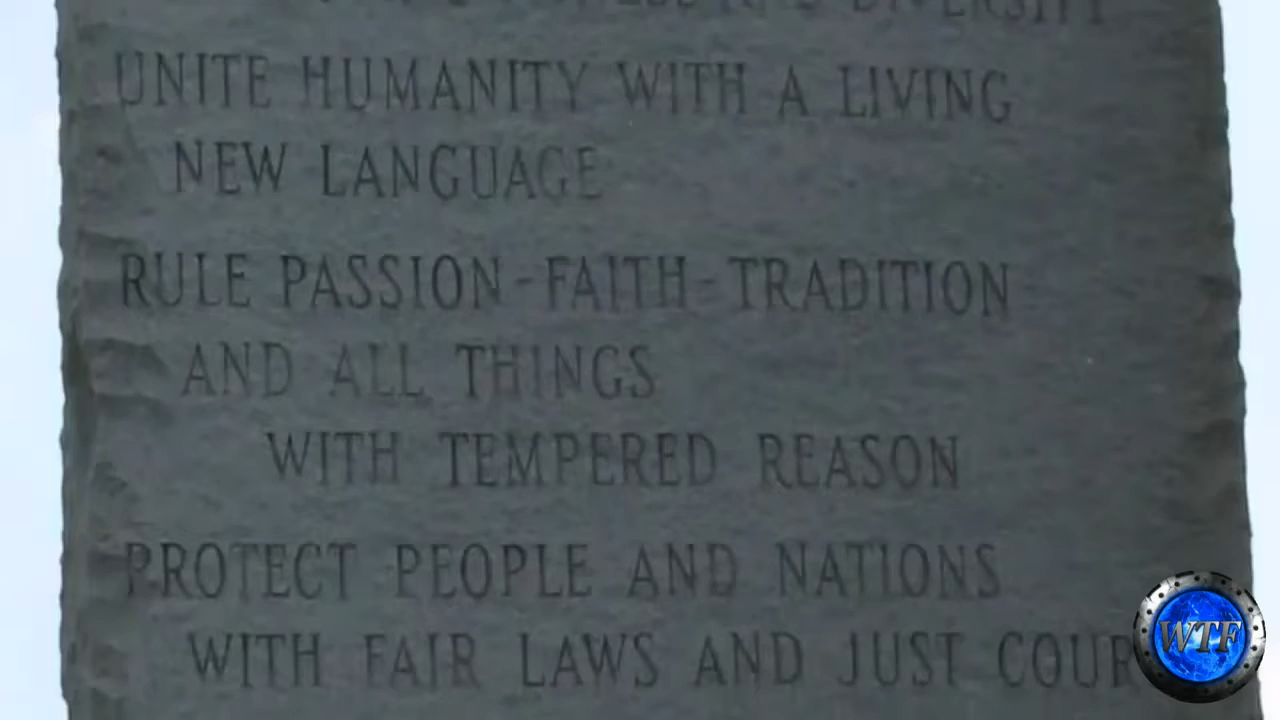 DIVERSITY
UNITE HUMANITY WITH A LIVING
NEW LANGUAGE
RULE PASSION - FAITH - TRADITION
AND ALL THINGS
WITH TEMPERED REASON
PROTECT PEOPLE AND NATIONS
WITH FAIR LAWS AND JUST COUR
WTF